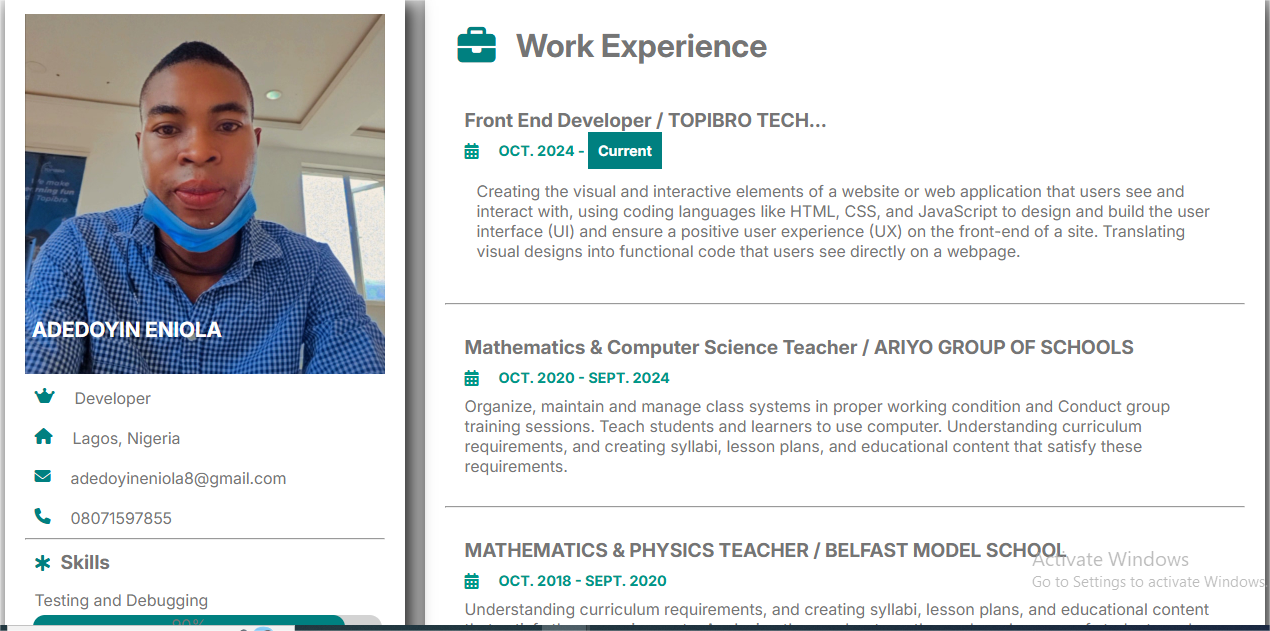 We make
Topibro
ADEDOYIN ENIOLA
Developer
Lagos, Nigeria
adedoyineniola8@gmail.com
08071597855
Skills
Testing and Debugging
90%
Work Experience
Front End Developer / TOPIBRO TECH...
OCT. 2024 - Current
Creating the visual and interactive elements of a website or web application that users see and
interact with, using coding languages like HTML, CSS, and JavaScript to design and build the user
interface (UI) and ensure a positive user experience (UX) on the front-end of a site. Translating
visual designs into functional code that users see directly on a webpage.
Mathematics & Computer Science Teacher / ARIYO GROUP OF SCHOOLS
OCT. 2020 - SEPT. 2024
Organize, maintain and manage class systems in proper working condition and Conduct group
training sessions. Teach students and learners to use computer. Understanding curriculum
requirements, and creating syllabi, lesson plans, and educational content that satisfy these
requirements.
MATHEMATICS & PHYSICS TEACHER / BELFAST MODEL SCHOOL
OCT. 2018 - SEPT. 2020
Understanding curriculum requirements, and creating syllabi, lesson plans, and educational content
Activate Windows
Go to Settings to activate Windows.